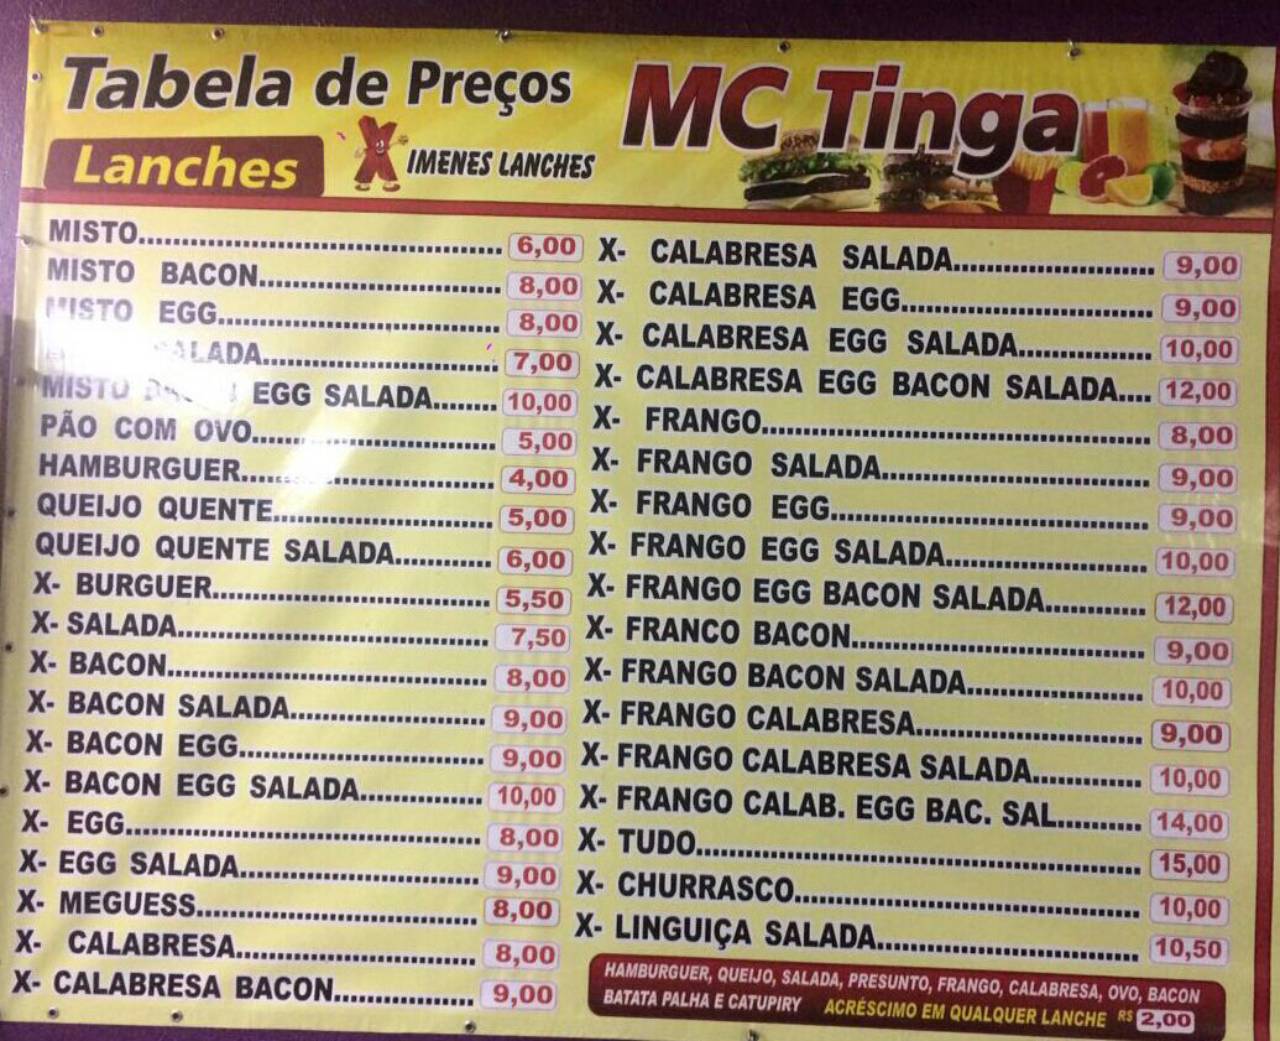 Tabela de Preços
MC Tinga
Lanches
XIMENES LANCHES
MISTO 6,00
MISTO BACON 8,00
MISTO EGG 8,00
SALADA 7,00
MISTO EGG SALADA 10,00
PÃO COM OVO 5,00
HAMBURGUER 4,00
QUEIJO QUENTE 5,00
QUEIJO QUENTE SALADA 6,00
X- BURGUER 5,50
X- SALADA 7,50
X- BACON 8,00
X- BACON SALADA 9,00
X- BACON EGG 9,00
X- BACON EGG SALADA 10,00
X- EGG 8,00
X- EGG SALADA 9,00
X- MEGUESS 8,00
X- CALABRESA 8,00
X- CALABRESA BACON 9,00
X- CALABRESA SALADA 9,00
X- CALABRESA EGG 9,00
X- CALABRESA EGG SALADA 10,00
X- CALABRESA EGG BACON SALADA 12,00
X- FRANGO 8,00
X- FRANGO SALADA 9,00
X- FRANGO EGG 9,00
X- FRANGO EGG SALADA 10,00
X- FRANGO EGG BACON SALADA 12,00
X- FRANCO BACON 9,00
X- FRANGO BACON SALADA 10,00
X- FRANGO CALABRESA 9,00
X- FRANGO CALABRESA SALADA 10,00
X- FRANGO CALAB. EGG BAC. SAL 14,00
X- TUDO 15,00
X- CHURRASCO 10,00
X- LINGUIÇA SALADA 10,50
HAMBURGUER, QUEIJO, SALADA, PRESUNTO, FRANGO, CALABRESA, OVO, BACON
BATATA PALHA E CATUPIRY ACRÉSCIMO EM QUALQUER LANCHE R$ 2,00